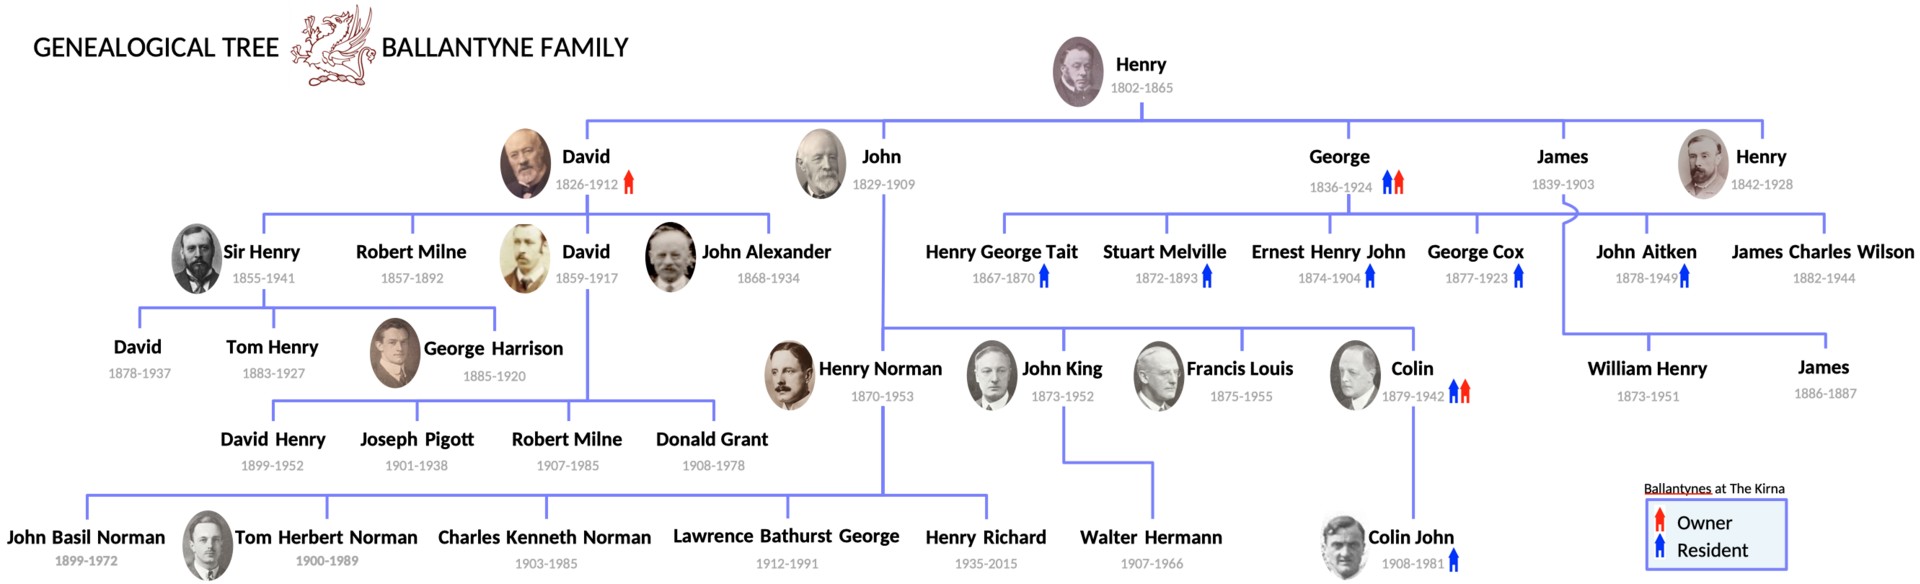 GENEALOGICAL TREE BALLANTYNE FAMILY
Henry
1802-1865
David John George James Henry
1826-1912 1829-1909 1836-1924 1839-1903 1842-1928
Sir Henry Robert Milne David John Alexander Henry George Tait Stuart Melville Ernest Henry John George Cox John Aitken James Charles Wilson
1855-1941 1857-1892 1859-1917 1868-1934 1867-1870 1872-1893 1874-1904 1877-1923 1878-1949 1882-1944
David Tom Henry George Harrison
1878-1937 1883-1927 1885-1920
Henry Norman John King Francis Louis Colin William Henry James
1870-1953 1873-1952 1875-1955 1879-1942 1873-1951 1886-1887
David Henry Joseph Pigott Robert Milne Donald Grant
1899-1952 1901-1938 1907-1985 1908-1978
John Basil Norman Tom Herbert Norman Charles Kenneth Norman Lawrence Bathurst George Henry Richard Walter Hermann Colin John
1899-1972 1900-1989 1903-1985 1912-1991 1935-2015 1907-1966 1908-1981
Ballantynes at The Kirna
Owner
Resident